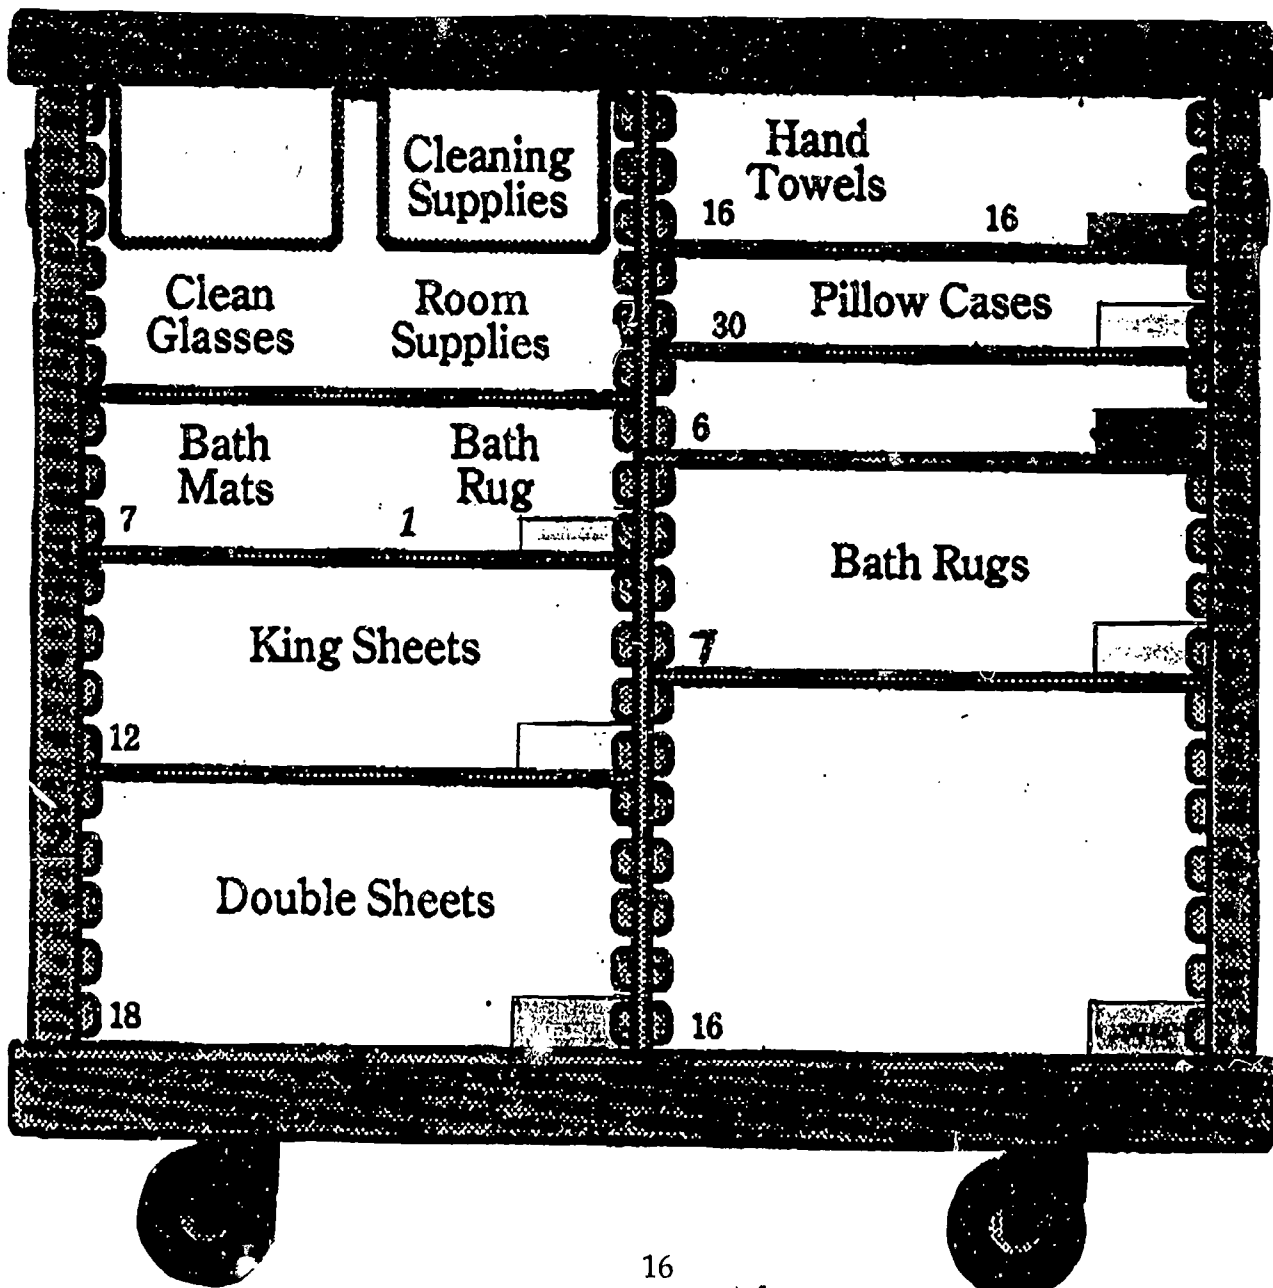 Cleaning
Supplies
Clean
Glasses
Room
Supplies
Bath
Mats
Bath
Rug
7
1
King Sheets
12
Double Sheets
18
Hand
Towels
16
16
Pillow Cases
30
6
Bath Rugs
7
16
16